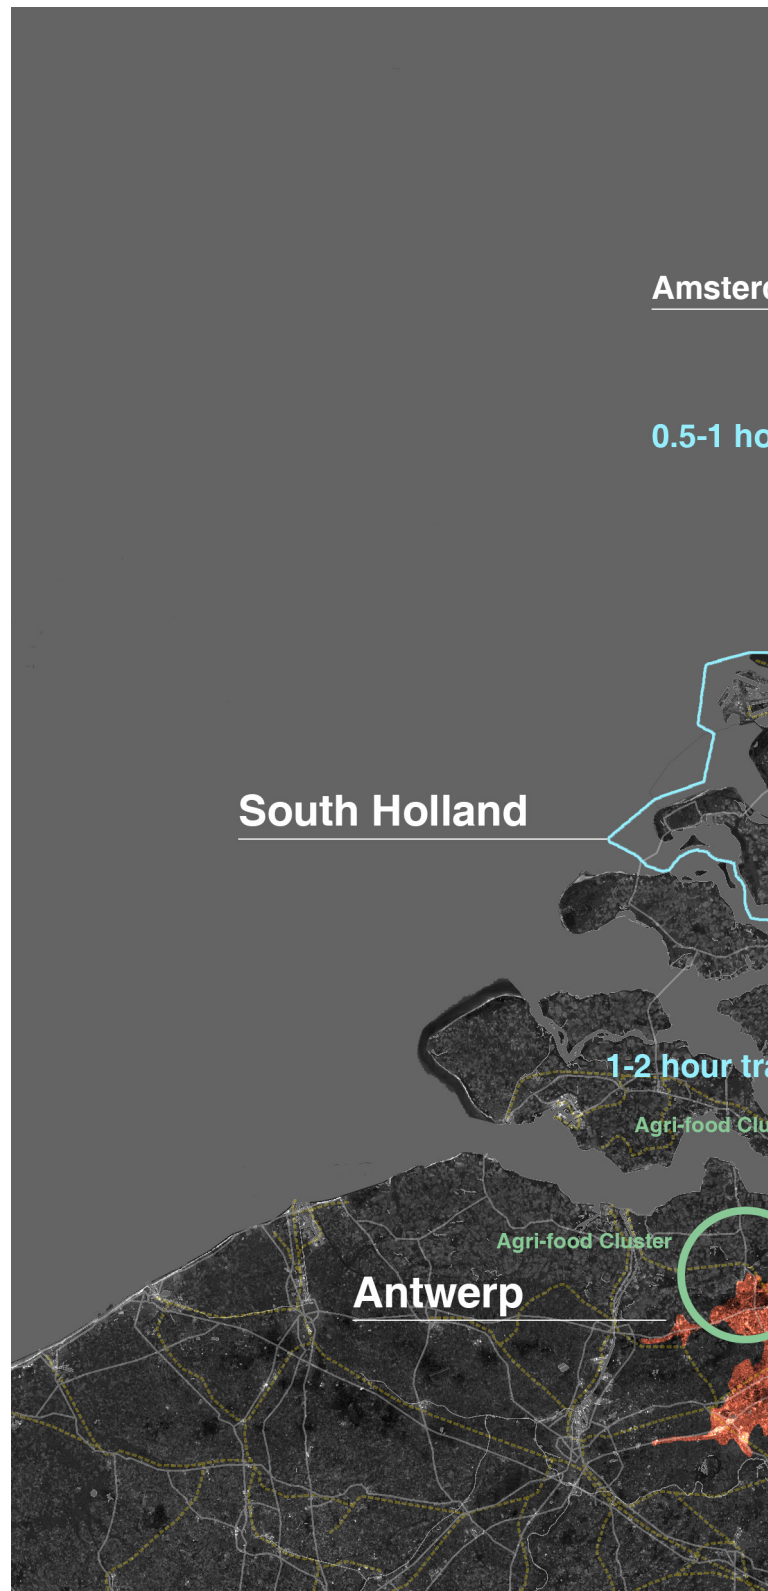 Amsterd
0.5-1 ho
South Holland
1-2 hour tra
Agri-food Clu
Agri-food Cluster
Antwerp